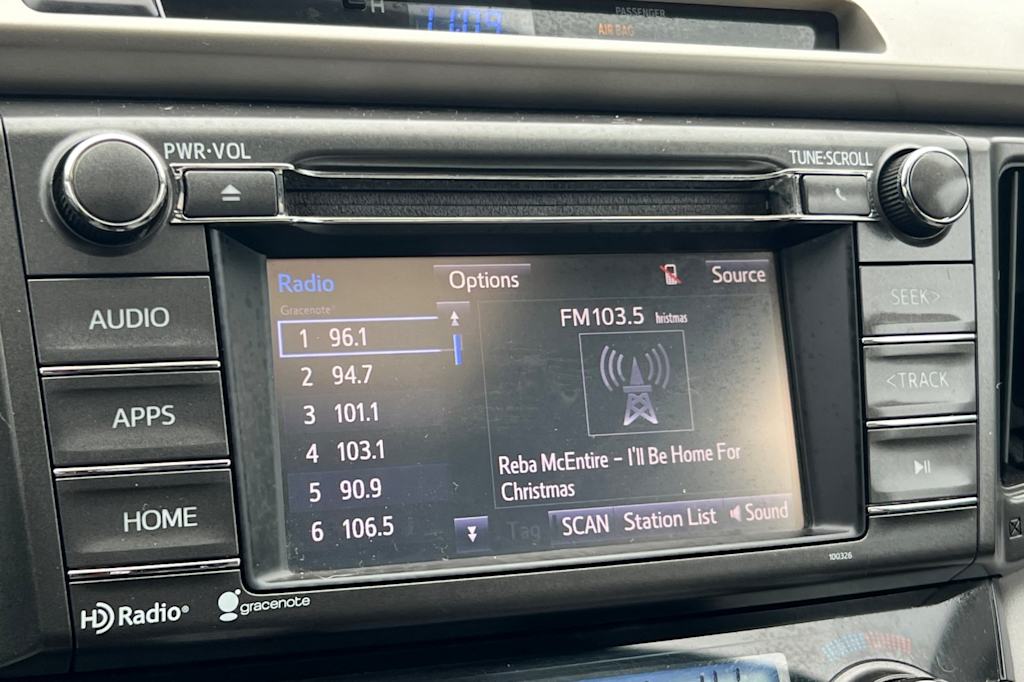 H
11:09
PASSENGER
AIR BAG
PWR·VOL
TUNE·SCROLL
Radio
Options
Source
Gracenote®
FM103.5 hristmas
1 96.1
2 94.7
3 101.1
4 103.1
5 90.9
6 106.5
Reba McEntire – I'll Be Home For
Christmas
Tag
SCAN
Station List
Sound
AUDIO
APPS
HOME
SEEK>
<TRACK
100326
HD Radio®
gracenote